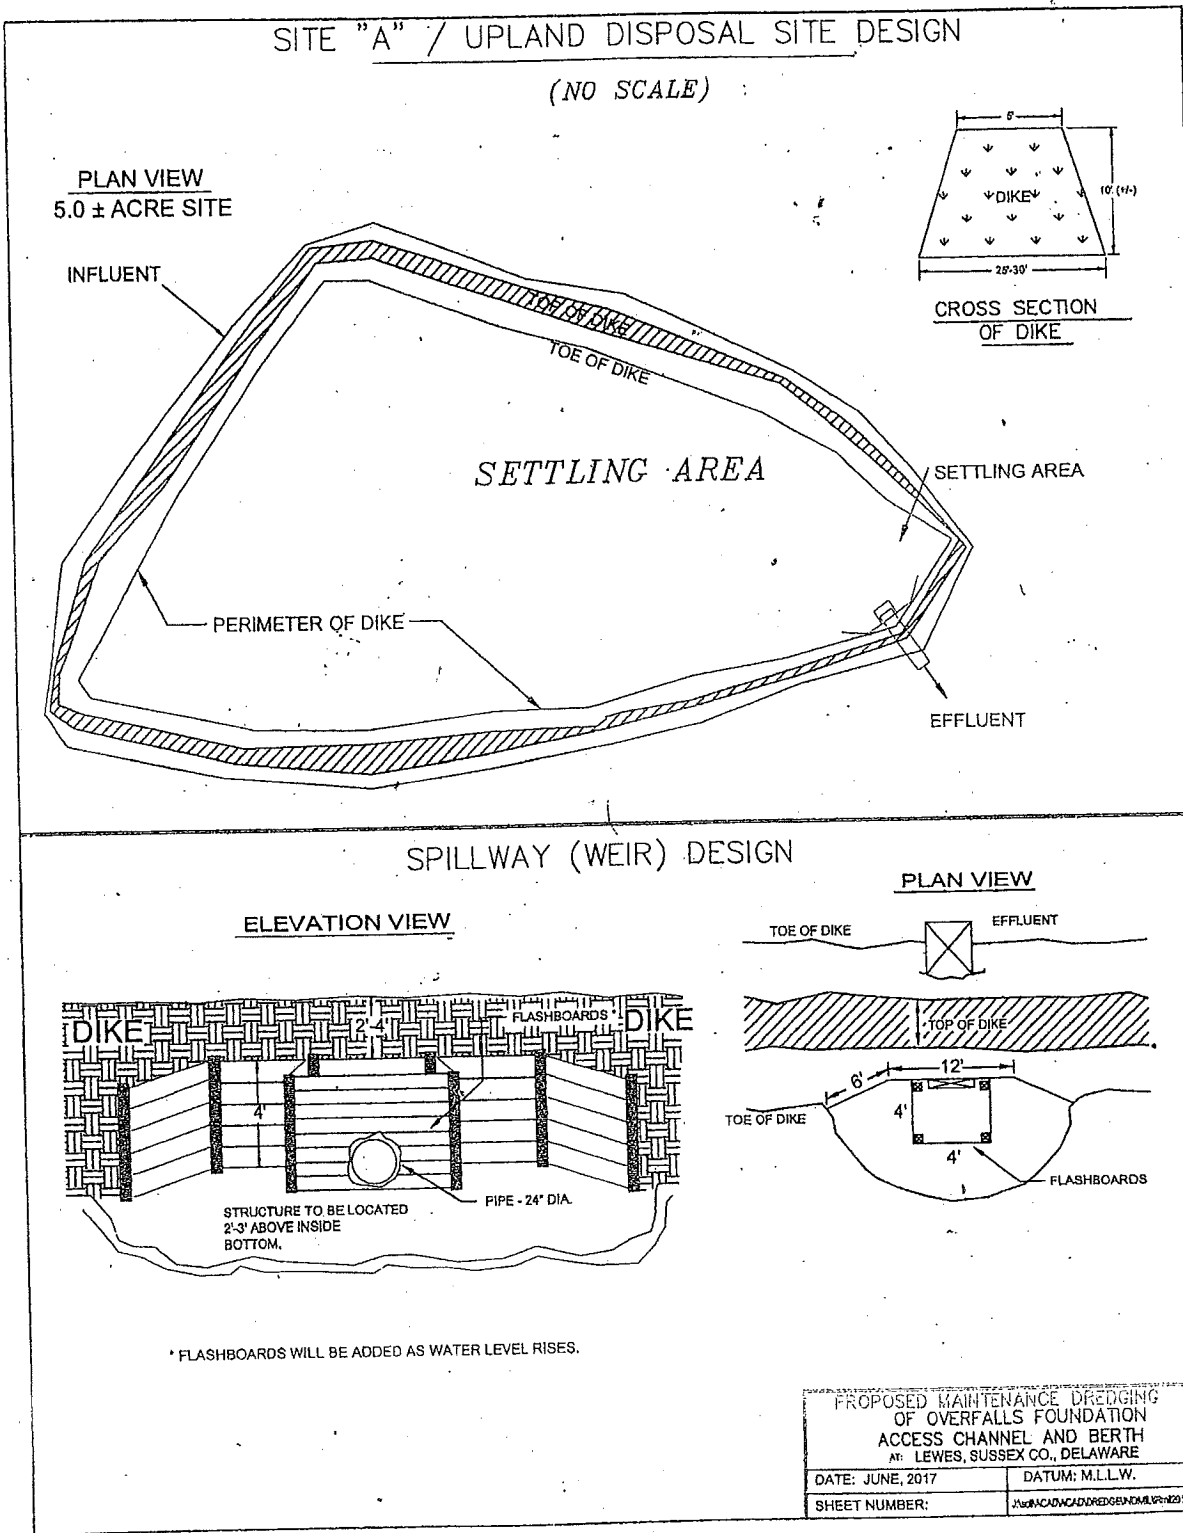 SITE "A" / UPLAND DISPOSAL SITE DESIGN
(NO SCALE)
PLAN VIEW
5.0 ± ACRE SITE
INFLUENT
DIKE
10' (+/-)
25'-30'
CROSS SECTION
OF DIKE
TOE OF DIKE
SETTLING AREA
SETTLING AREA
PERIMETER OF DIKE
EFFLUENT
SPILLWAY (WEIR) DESIGN
ELEVATION VIEW
DIKE
2'-4'
FLASHBOARDS *
DIKE
4'
PIPE - 24" DIA.
STRUCTURE TO BE LOCATED
2'-3' ABOVE INSIDE
BOTTOM.
* FLASHBOARDS WILL BE ADDED AS WATER LEVEL RISES.
PLAN VIEW
TOE OF DIKE
EFFLUENT
TOP OF DIKE
6'
12'
TOE OF DIKE
4'
4'
FLASHBOARDS
PROPOSED MAINTENANCE DREDGING
OF OVERFALLS FOUNDATION
ACCESS CHANNEL AND BERTH
AT: LEWES, SUSSEX CO., DELAWARE
DATE: JUNE, 2017
DATUM: M.L.L.W.
SHEET NUMBER: